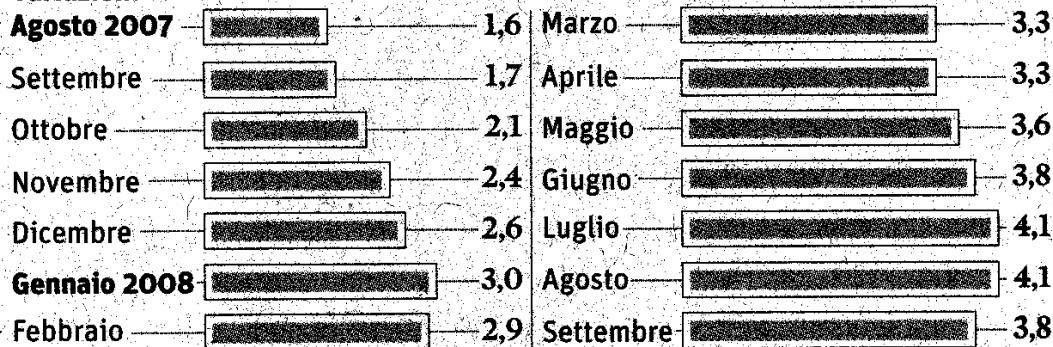 Agosto 2007 1,6
Settembre 1,7
Ottobre 2,1
Novembre 2,4
Dicembre 2,6
Gennaio 2008 3,0
Febbraio 2,9
Marzo 3,3
Aprile 3,3
Maggio 3,6
Giugno 3,8
Luglio 4,1
Agosto 4,1
Settembre 3,8